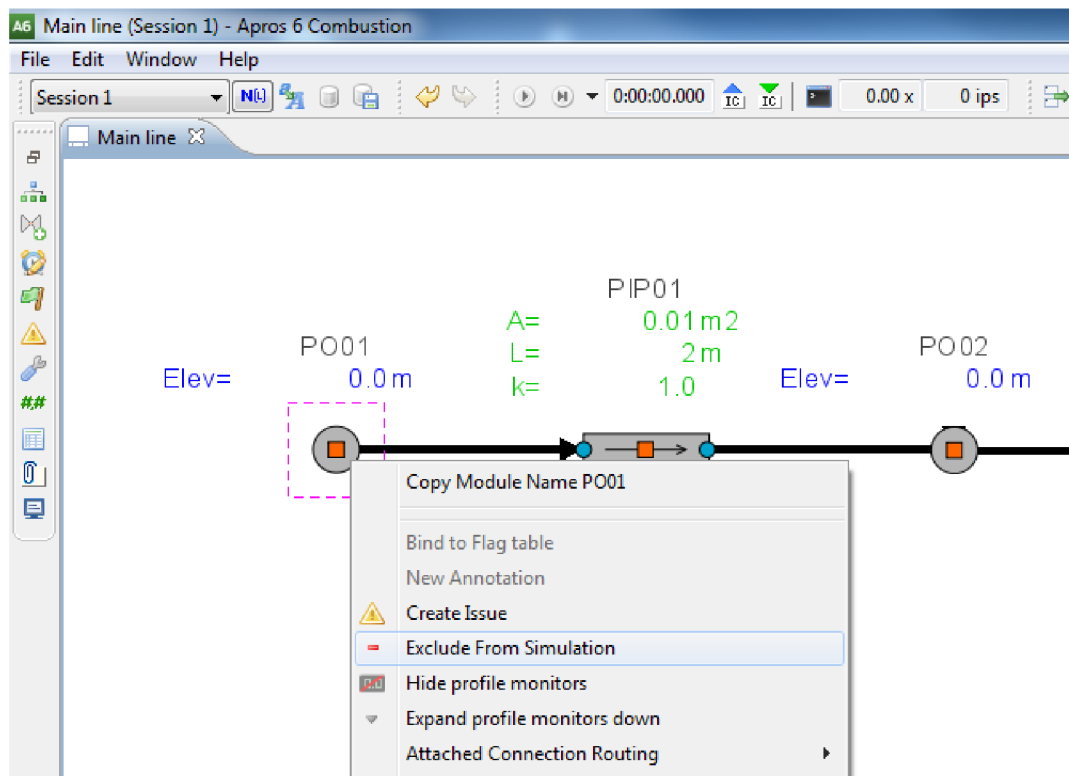 A6 Main line (Session 1) - Apros 6 Combustion
File Edit Window Help
Session 1 N(L) 0:00:00.000 IC IC 0.00 x 0 ips
Main line
PIP01
A= 0.01 m2
PO01 L= 2 m PO02
Elev= 0.0 m k= 1.0 Elev= 0.0 m
##.#
Copy Module Name PO01
Bind to Flag table
New Annotation
Create Issue
Exclude From Simulation
Hide profile monitors
Expand profile monitors down
Attached Connection Routing